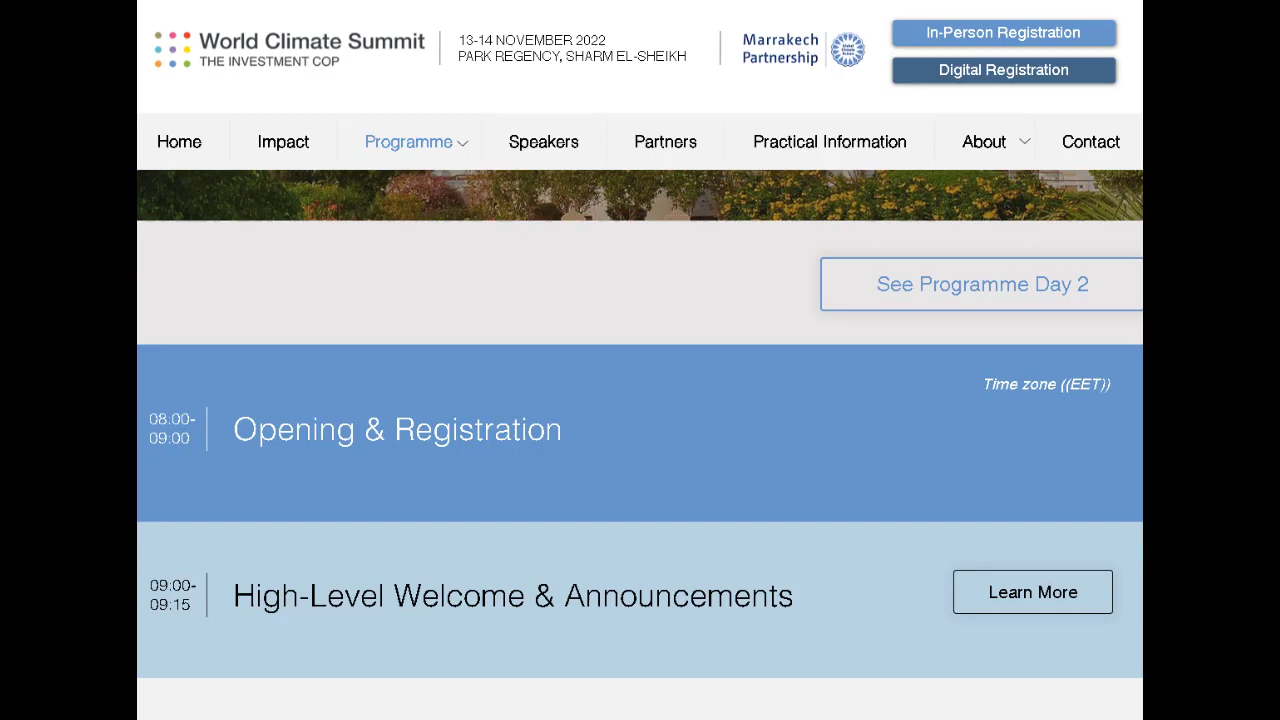 World Climate Summit
THE INVESTMENT COP
13-14 NOVEMBER 2022
PARK REGENCY, SHARM EL-SHEIKH
Marrakech
Partnership
In-Person Registration
Digital Registration
Home
Impact
Programme
Speakers
Partners
Practical Information
About
Contact
See Programme Day 2
Time zone ((EET))
08:00-
09:00
Opening & Registration
09:00-
09:15
High-Level Welcome & Announcements
Learn More